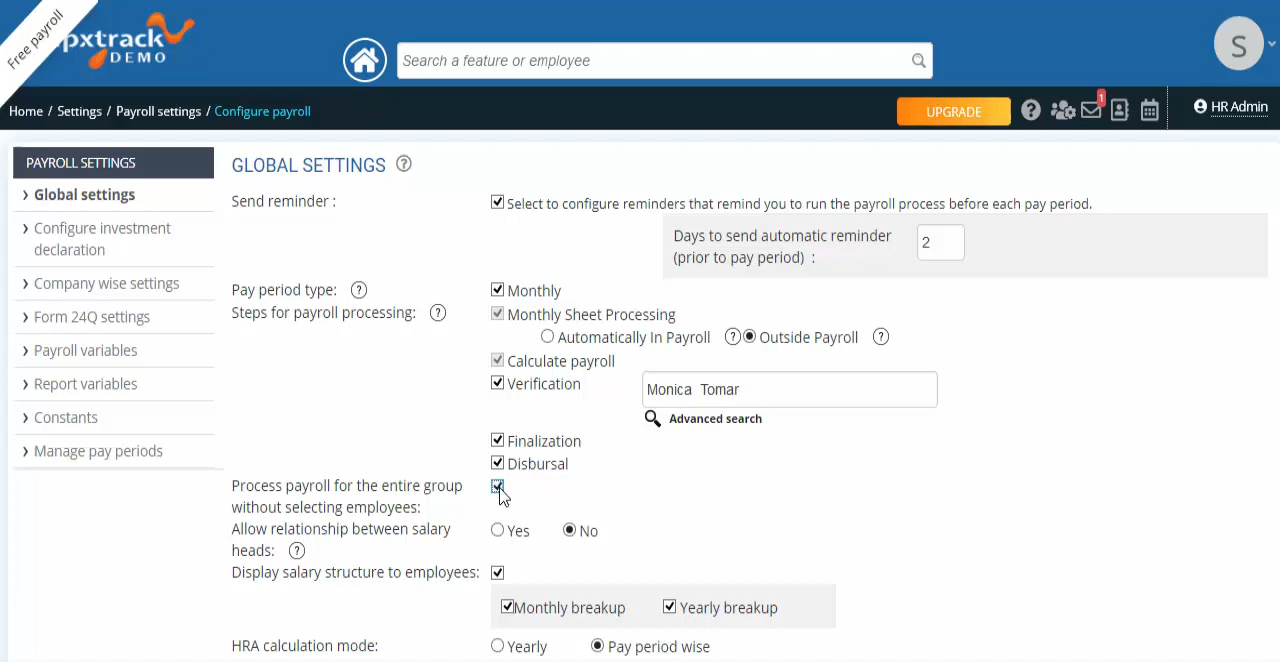 Free payroll
pxtrack
DEMO
Search a feature or employee
S
Home / Settings / Payroll settings / Configure payroll
UPGRADE
?
1
HR Admin
PAYROLL SETTINGS
› Global settings
› Configure investment
declaration
› Company wise settings
› Form 24Q settings
› Payroll variables
› Report variables
› Constants
› Manage pay periods
GLOBAL SETTINGS ?
Send reminder :
Select to configure reminders that remind you to run the payroll process before each pay period.
Days to send automatic reminder
(prior to pay period) :
2
Pay period type: ?
Monthly
Steps for payroll processing: ?
Monthly Sheet Processing
Automatically In Payroll ? Outside Payroll ?
Calculate payroll
Verification
Monica Tomar
Advanced search
Finalization
Disbursal
Process payroll for the entire group
without selecting employees:
Allow relationship between salary
heads: ?
Yes No
Display salary structure to employees:
Monthly breakup Yearly breakup
HRA calculation mode:
Yearly Pay period wise